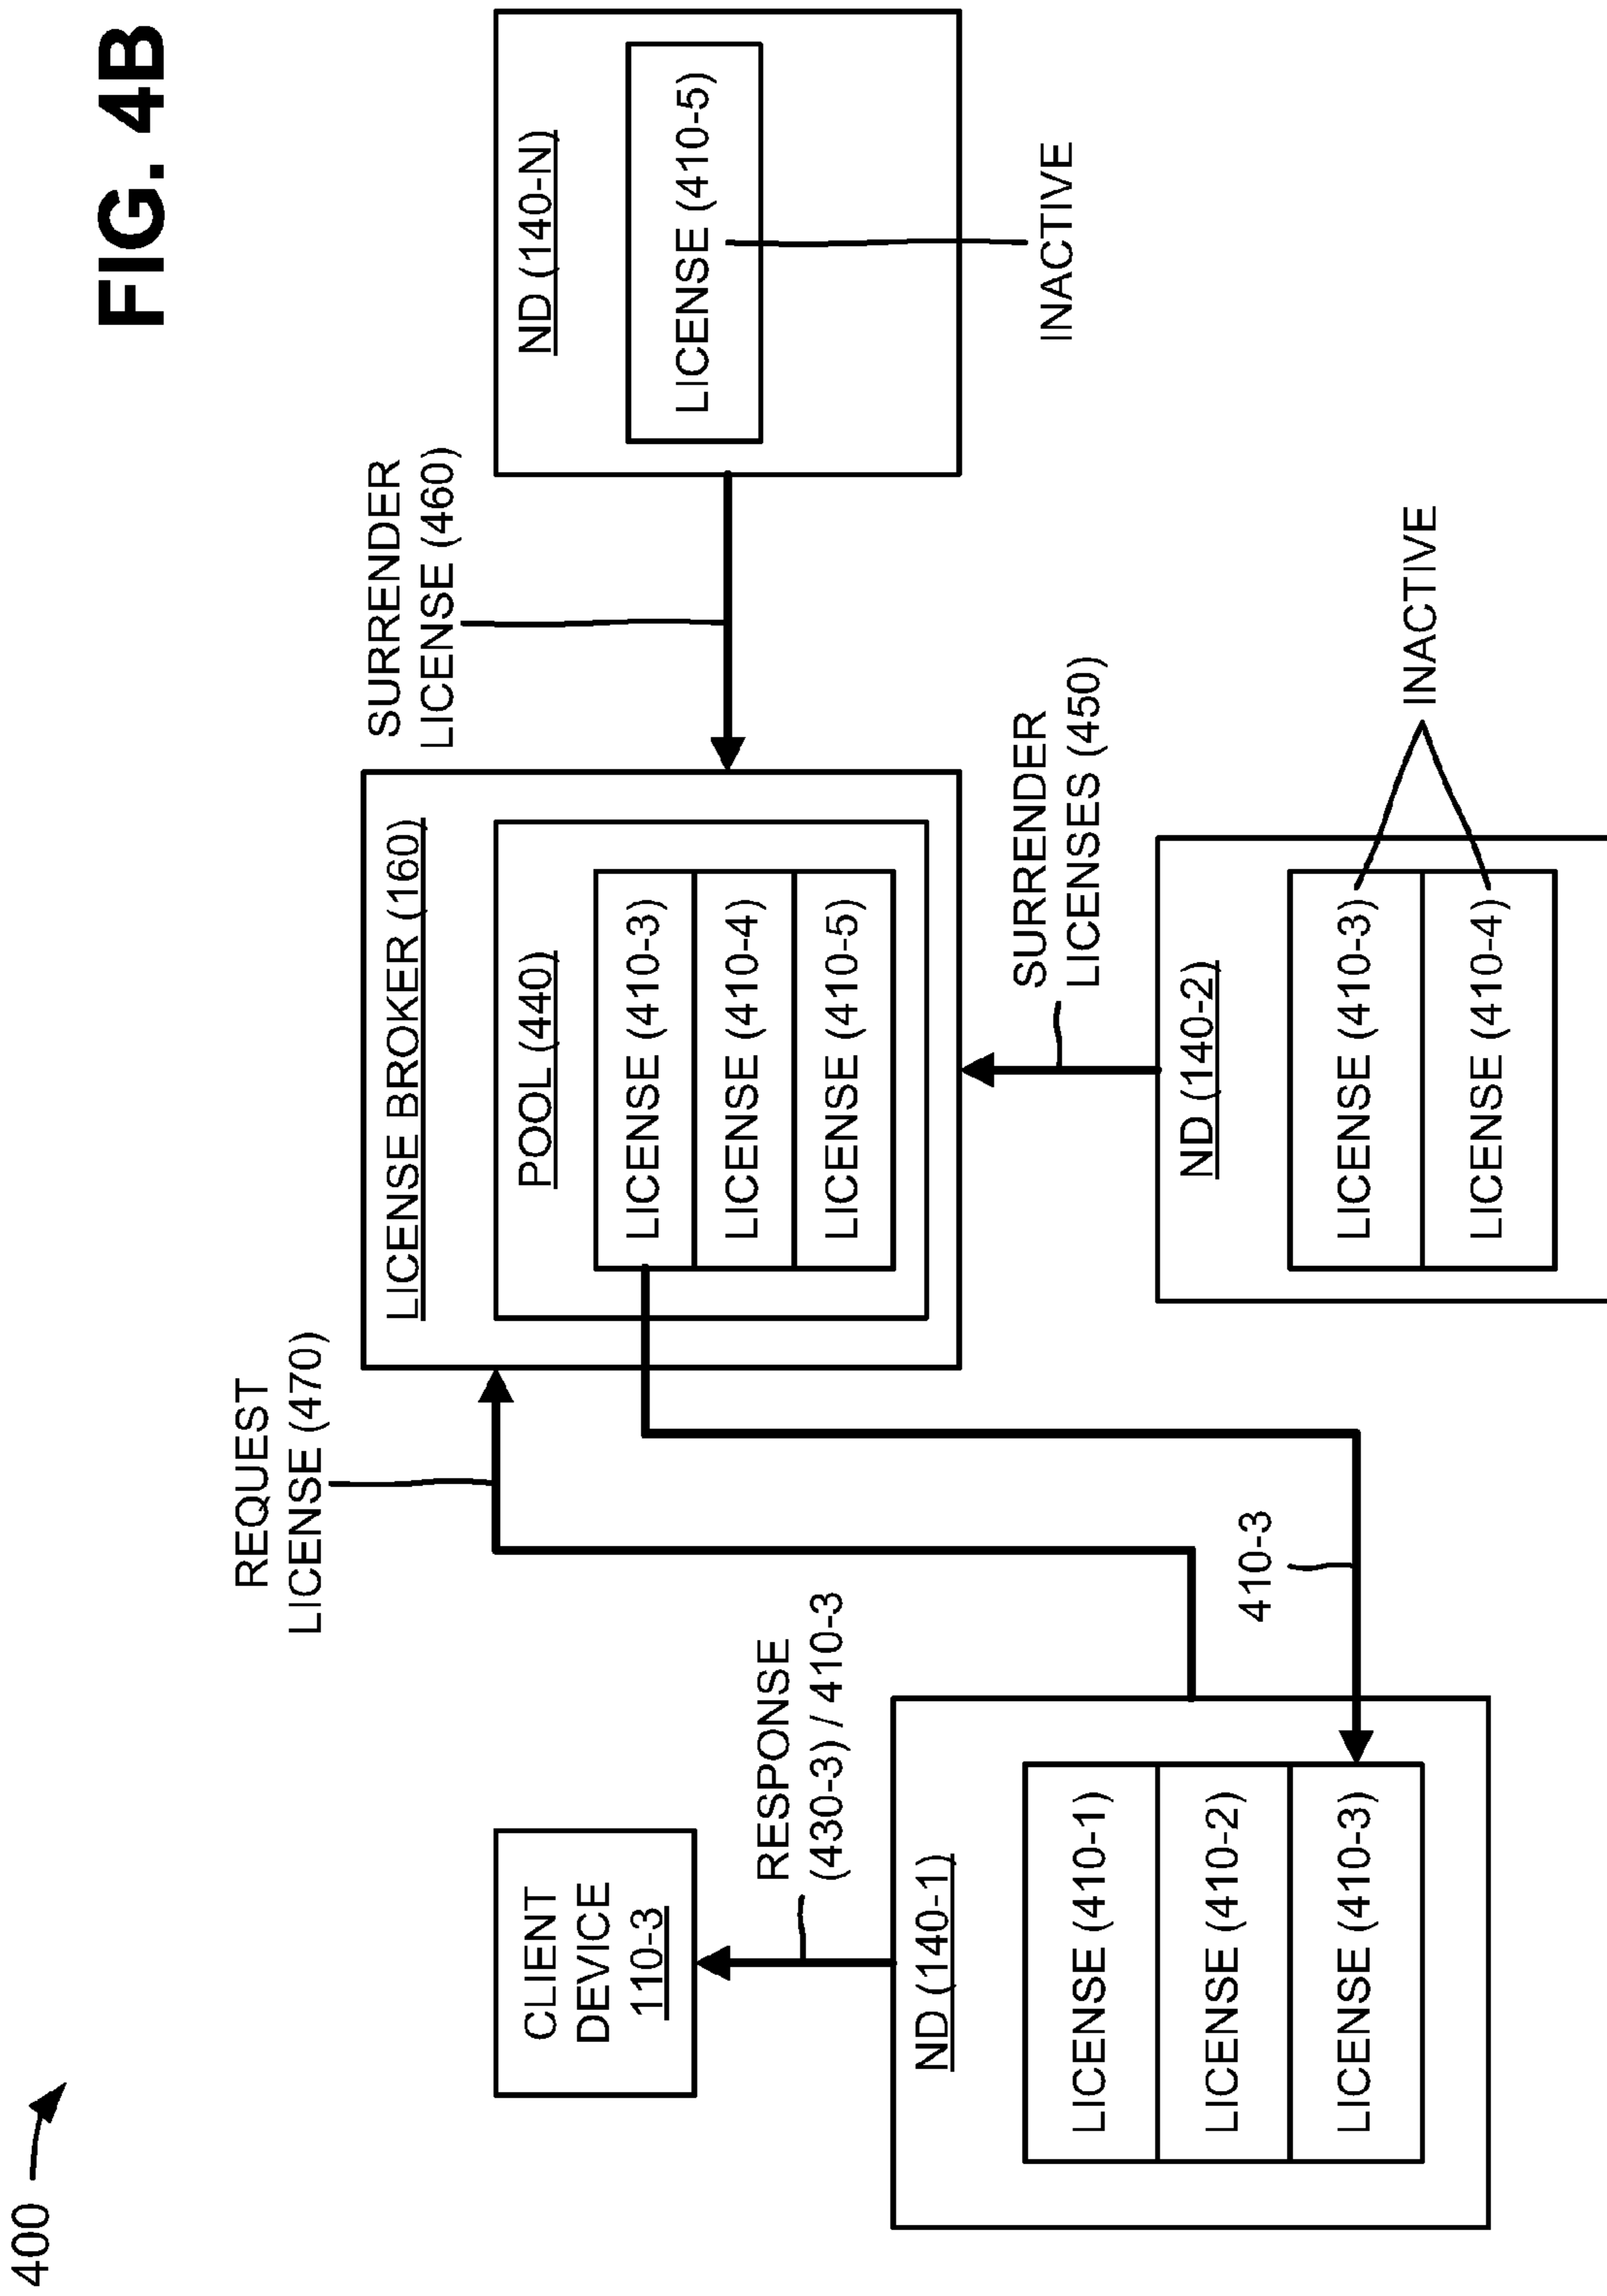 400
REQUEST
LICENSE (470)
CLIENT
DEVICE
110-3
RESPONSE
(430-3) / 410-3
ND (140-1)
LICENSE (410-1)
LICENSE (410-2)
LICENSE (410-3)
410-3
LICENSE BROKER (160)
POOL (440)
LICENSE (410-3)
LICENSE (410-4)
LICENSE (410-5)
SURRENDER
LICENSES (450)
ND (140-2)
LICENSE (410-3)
LICENSE (410-4)
INACTIVE
SURRENDER
LICENSE (460)
ND (140-N)
LICENSE (410-5)
INACTIVE
FIG. 4B